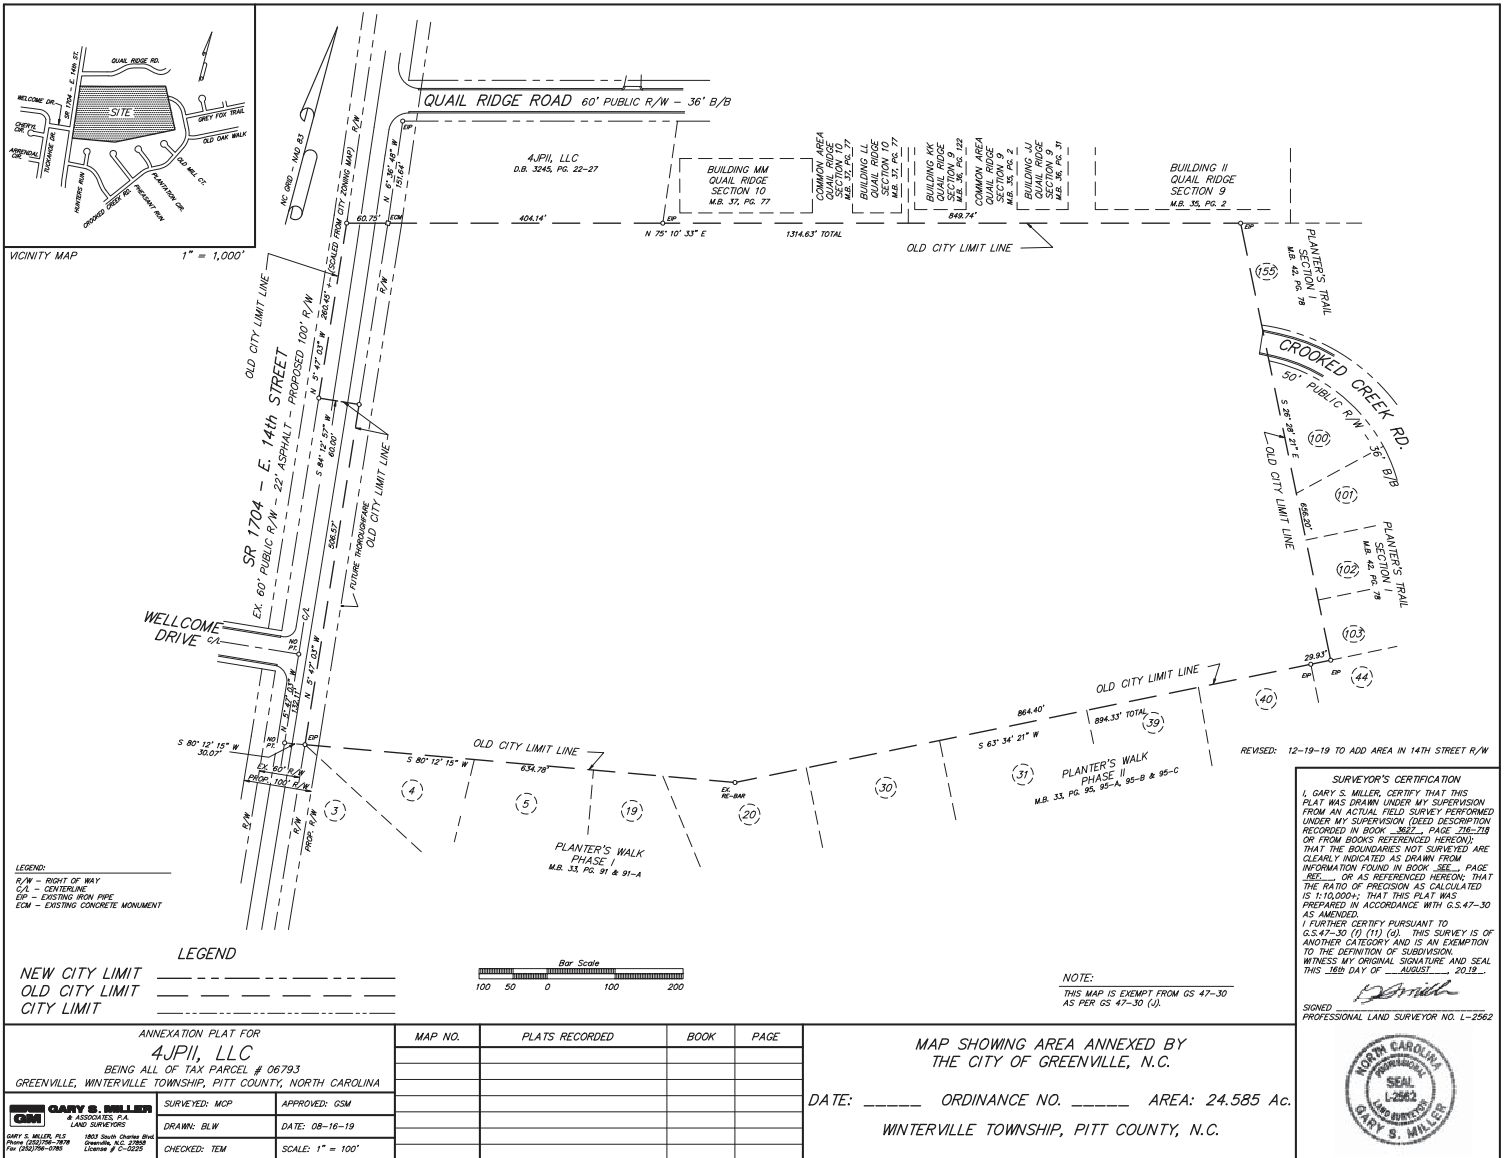 QUAIL RIDGE RD.
SR 1704 - E. 14th ST.
WELCOME DR.
CHERYL CIR.
ARRENDAL CIR.
TUCKAHOE DR.
SITE
GREY FOX TRAIL
OLD OAK WALK
OLD MILL CT.
PLANTATION CIR.
PHEASANT RUN
CROOKED CREEK RD.
HUNTERS RUN
VICINITY MAP
1" = 1,000'
NC GRID - NAD 83
QUAIL RIDGE ROAD 60' PUBLIC R/W - 36' B/B
EIP
4JPII, LLC
D.B. 3245, PG. 22-27
N 6° 36' 48" W
151.64'
R/W
60.75'
ECM
404.14'
EIP
N 75° 10' 33" E
1314.63' TOTAL
849.74'
OLD CITY LIMIT LINE
EIP
BUILDING MM
QUAIL RIDGE
SECTION 10
M.B. 37, PG. 77
COMMON AREA
QUAIL RIDGE
SECTION 10
M.B. 37, PG. 77
BUILDING LL
QUAIL RIDGE
SECTION 10
M.B. 37, PG. 77
BUILDING KK
QUAIL RIDGE
SECTION 9
M.B. 36, PG. 122
COMMON AREA
QUAIL RIDGE
SECTION 9
M.B. 35, PG. 2
BUILDING JJ
QUAIL RIDGE
SECTION 9
M.B. 36, PG. 31
BUILDING II
QUAIL RIDGE
SECTION 9
M.B. 35, PG. 2
PLANTER'S TRAIL
SECTION I
M.B. 42, PG. 78
155
CROOKED CREEK RD.
50' PUBLIC R/W - 36' B/B
S 26° 28' 21" E
656.20'
OLD CITY LIMIT LINE
100
101
102
103
PLANTER'S TRAIL
SECTION I
M.B. 42, PG. 78
29.93'
EIP
EIP
44
40
OLD CITY LIMIT LINE
OLD CITY LIMIT LINE
N 5° 47' 03" W
260.45' +- (SCALED FROM CITY ZONING MAP)
R/W
SR 1704 - E. 14th STREET
EX. 60' PUBLIC R/W - 22' ASPHALT - PROPOSED 100' R/W
S 84° 12' 57" W
60.00'
506.57'
FUTURE THOROUGHFARE
OLD CITY LIMIT LINE
WELLCOME
DRIVE
C/L
C/L
NO PT.
N 5° 47' 03" W
N 5° 47' 03" W
132.11'
NO PT.
EIP
S 80° 12' 15" W
30.07'
EX. 60' R/W
PROP. 100' R/W
R/W
R/W
PROP. R/W
S 80° 12' 15" W
634.78'
OLD CITY LIMIT LINE
EX.
RE-BAR
864.40'
894.33' TOTAL
S 63° 34' 21" W
3
4
5
19
20
30
31
39
PLANTER'S WALK
PHASE I
M.B. 33, PG. 91 & 91-A
PLANTER'S WALK
PHASE II
M.B. 33, PG. 95, 95-A, 95-B & 95-C
REVISED: 12-19-19 TO ADD AREA IN 14TH STREET R/W
LEGEND:
R/W - RIGHT OF WAY
C/L - CENTERLINE
EIP - EXISTING IRON PIPE
ECM - EXISTING CONCRETE MONUMENT
LEGEND
NEW CITY LIMIT
OLD CITY LIMIT
CITY LIMIT
Bar Scale
100 50 0 100 200
NOTE:
THIS MAP IS EXEMPT FROM GS 47-30
AS PER GS 47-30 (J).
SURVEYOR'S CERTIFICATION
I, GARY S. MILLER, CERTIFY THAT THIS
PLAT WAS DRAWN UNDER MY SUPERVISION
FROM AN ACTUAL FIELD SURVEY PERFORMED
UNDER MY SUPERVISION (DEED DESCRIPTION
RECORDED IN BOOK 3627, PAGE 716-718
OR FROM BOOKS REFERENCED HEREON);
THAT THE BOUNDARIES NOT SURVEYED ARE
CLEARLY INDICATED AS DRAWN FROM
INFORMATION FOUND IN BOOK SEE, PAGE
REF., OR AS REFERENCED HEREON; THAT
THE RATIO OF PRECISION AS CALCULATED
IS 1:10,000+; THAT THIS PLAT WAS
PREPARED IN ACCORDANCE WITH G.S.47-30
AS AMENDED.
I FURTHER CERTIFY PURSUANT TO
G.S.47-30 (f) (11) (d). THIS SURVEY IS OF
ANOTHER CATEGORY AND IS AN EXEMPTION
TO THE DEFINITION OF SUBDIVISION.
WITNESS MY ORIGINAL SIGNATURE AND SEAL
THIS 16th DAY OF AUGUST, 2019.
SIGNED
PROFESSIONAL LAND SURVEYOR NO. L-2562
NORTH CAROLINA
PROFESSIONAL
SEAL
L-2562
LAND SURVEYOR
GARY S. MILLER
ANNEXATION PLAT FOR
4JPII, LLC
BEING ALL OF TAX PARCEL # 06793
GREENVILLE, WINTERVILLE TOWNSHIP, PITT COUNTY, NORTH CAROLINA
GM
GARY S. MILLER
& ASSOCIATES, P.A.
LAND SURVEYORS
GARY S. MILLER, PLS
Phone (252)756-7878
Fax (252)756-0785
1803 South Charles Blvd.
Greenville, N.C. 27858
License # C-0225
SURVEYED: MCP
APPROVED: GSM
DRAWN: BLW
DATE: 08-16-19
CHECKED: TEM
SCALE: 1" = 100'
MAP NO. PLATS RECORDED BOOK PAGE
MAP SHOWING AREA ANNEXED BY
THE CITY OF GREENVILLE, N.C.
DATE: ______ ORDINANCE NO. ______ AREA: 24.585 Ac.
WINTERVILLE TOWNSHIP, PITT COUNTY, N.C.